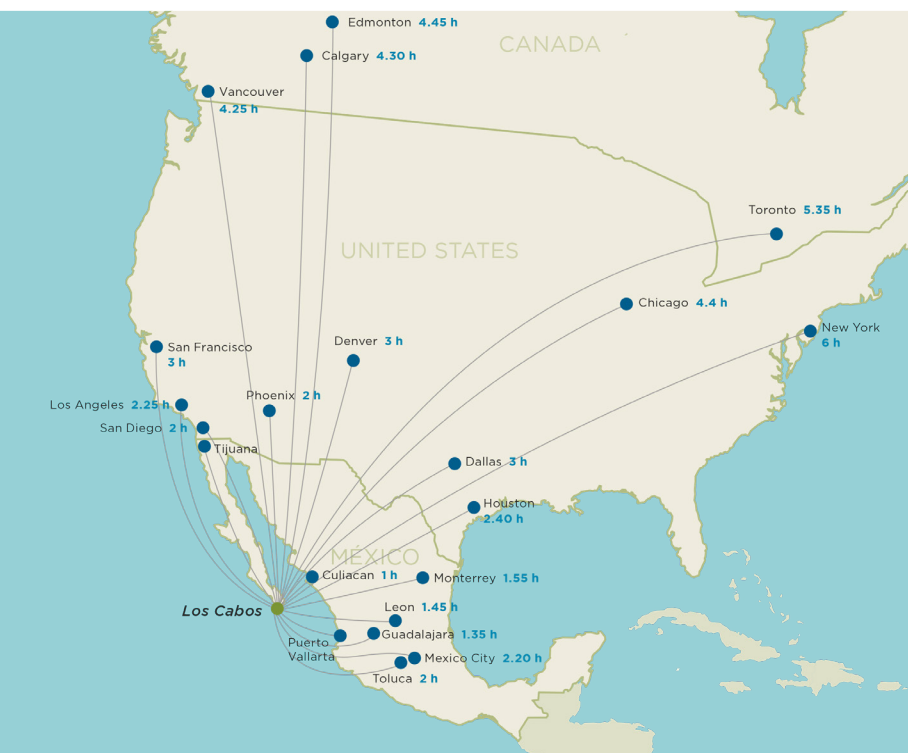 Edmonton 4.45 h
CANADA
Calgary 4.30 h
Vancouver
4.25 h
Toronto 5.35 h
UNITED STATES
Chicago 4.4 h
New York
6 h
Denver 3 h
San Francisco
3 h
Phoenix 2 h
Los Angeles 2.25 h
San Diego 2 h
Tijuana
Dallas 3 h
Houston
2.40 h
MÉXICO
Culiacan 1 h
Monterrey 1.55 h
Los Cabos
Leon 1.45 h
Guadalajara 1.35 h
Puerto
Vallarta
Mexico City 2.20 h
Toluca 2 h